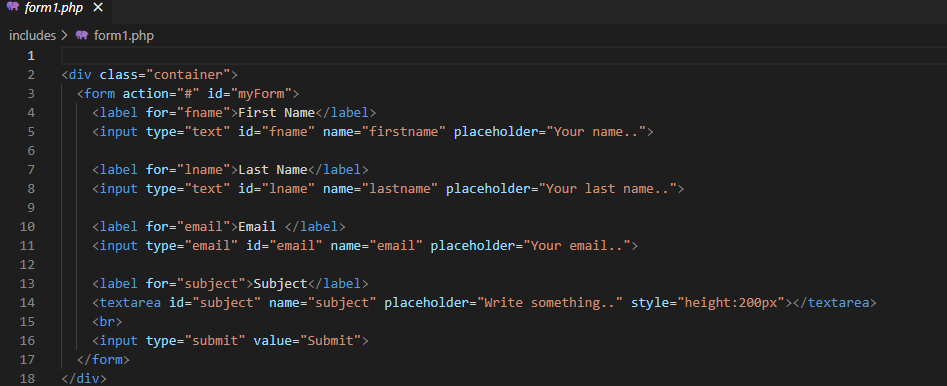 form1.php ×
includes > form1.php
1
2 <div class="container">
3 <form action="#" id="myForm">
4 <label for="fname">First Name</label>
5 <input type="text" id="fname" name="firstname" placeholder="Your name..">
6
7 <label for="lname">Last Name</label>
8 <input type="text" id="lname" name="lastname" placeholder="Your last name..">
9
10 <label for="email">Email </label>
11 <input type="email" id="email" name="email" placeholder="Your email..">
12
13 <label for="subject">Subject</label>
14 <textarea id="subject" name="subject" placeholder="Write something.." style="height:200px"></textarea>
15 <br>
16 <input type="submit" value="Submit">
17 </form>
18 </div>